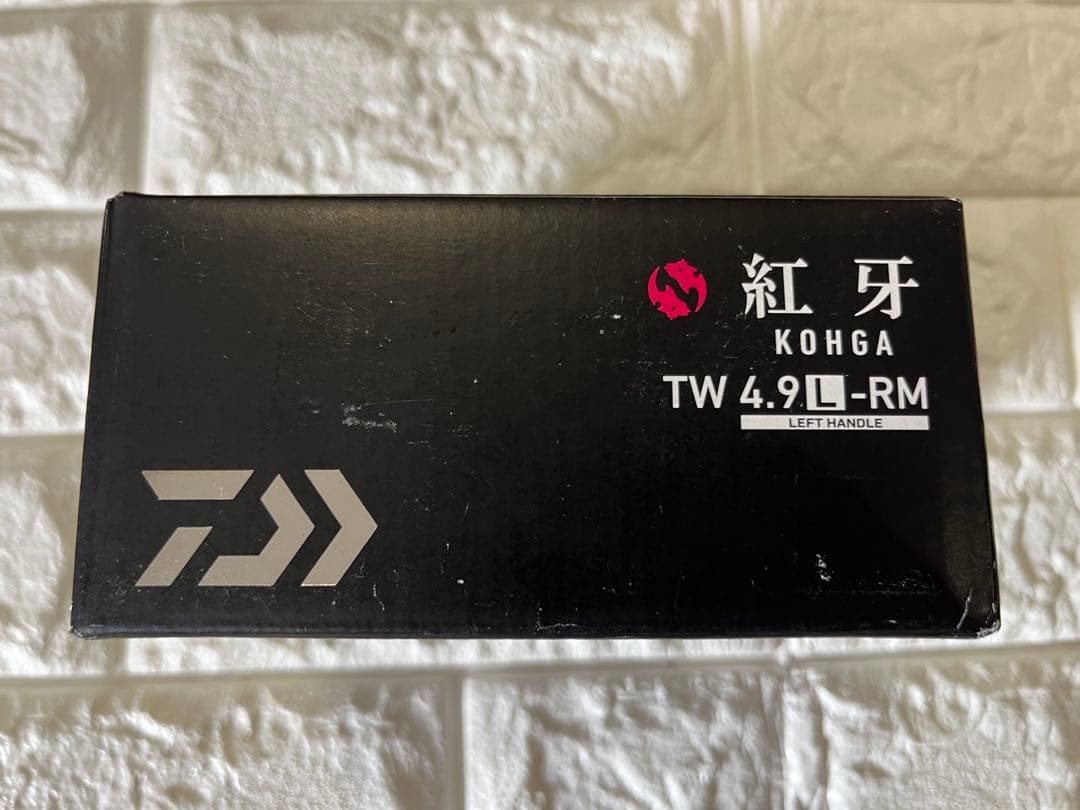 紅牙
KOHGA
TW 4.9L-RM
LEFT HANDLE